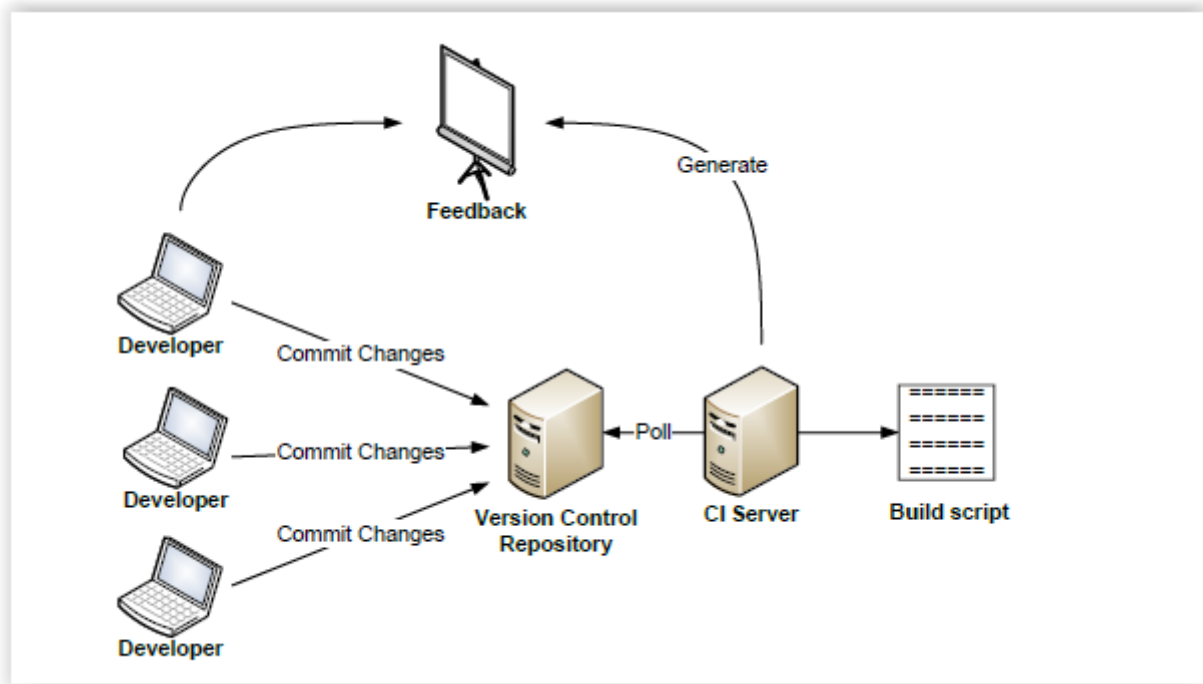 Generate
Feedback
Developer
Commit Changes
Developer
Commit Changes
Developer
Commit Changes
Version Control
Repository
Poll
CI Server
======
======
======
======
Build script